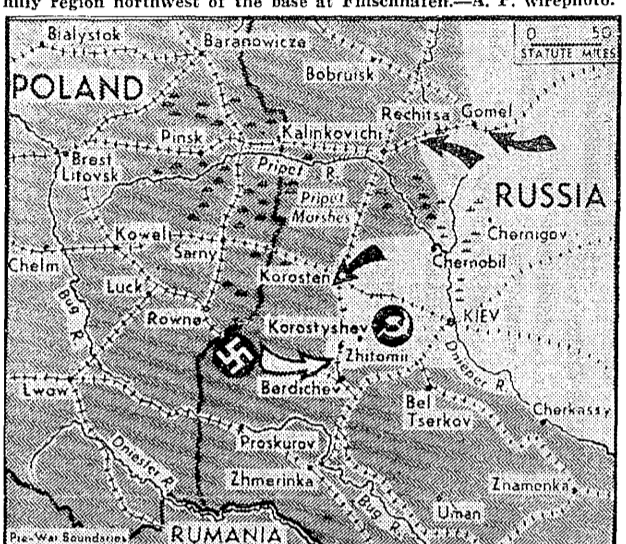 hilly region northwest of the base at Finschhafen.—A. P. wirephoto.
0 50
STATUTE MILES
Bialystok
Baranowicze
Bobruisk
POLAND
Rechitsa Gomel
Pinsk Kalinkovichi
Brest
Litovsk
Pripet R.
RUSSIA
Pripet
Marshes
Chernigov
Kowel
Sarny
Chernobil
Chelm
Korosten
Luck
Bug R.
Rowne
Korostyshev
KIEV
Zhitomir
Dnieper R.
Lwow
Berdichev
Bel
Tserkov
Cherkassy
Proskurov
Dniester R.
Zhmerinka
Znamenka
Bug R.
Uman
Pre-War Boundaries
RUMANIA